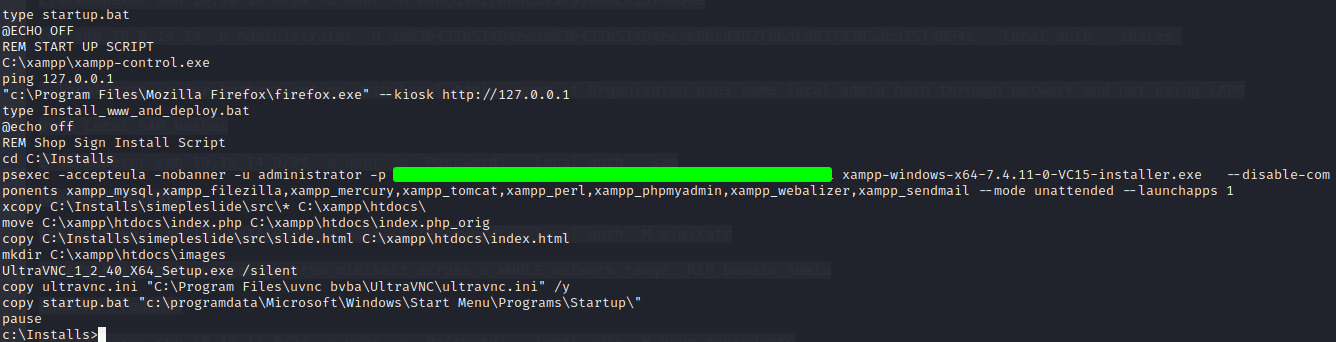 type startup.bat
@ECHO OFF
REM START UP SCRIPT
C:\xampp\xampp-control.exe
ping 127.0.0.1
"c:\Program Files\Mozilla Firefox\firefox.exe" --kiosk http://127.0.0.1
type Install_www_and_deploy.bat
@echo off
REM Shop Sign Install Script
cd C:\Installs
psexec -accepteula -nobanner -u administrator -p xampp-windows-x64-7.4.11-0-VC15-installer.exe   --disable-com
ponents xampp_mysql,xampp_filezilla,xampp_mercury,xampp_tomcat,xampp_perl,xampp_phpmyadmin,xampp_webalizer,xampp_sendmail --mode unattended --launchapps 1
xcopy C:\Installs\simepleslide\src\* C:\xampp\htdocs\
move C:\xampp\htdocs\index.php C:\xampp\htdocs\index.php_orig
copy C:\Installs\simepleslide\src\slide.html C:\xampp\htdocs\index.html
mkdir C:\xampp\htdocs\images
UltraVNC_1_2_40_X64_Setup.exe /silent
copy ultravnc.ini "C:\Program Files\uvnc bvba\UltraVNC\ultravnc.ini" /y
copy startup.bat "c:\programdata\Microsoft\Windows\Start Menu\Programs\Startup\"
pause
c:\Installs>